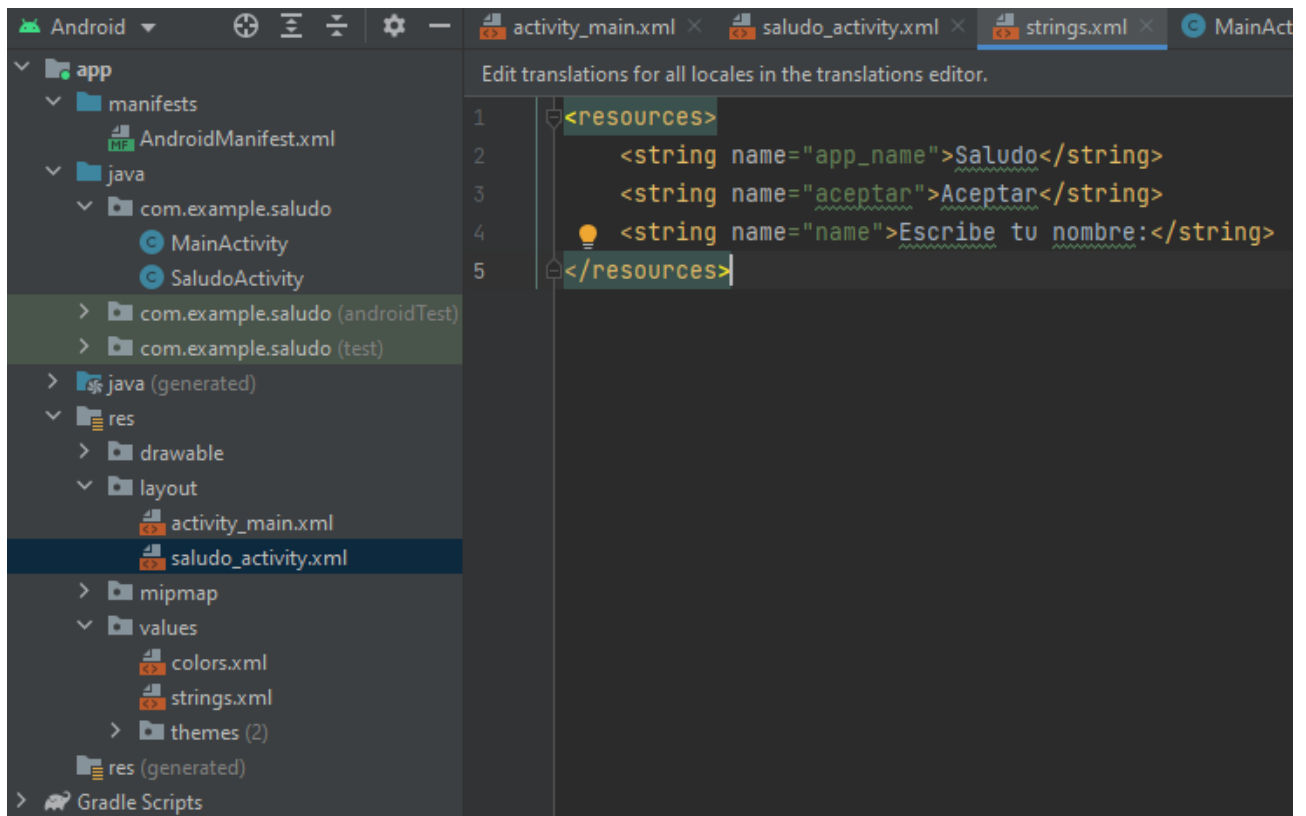 Android
app
manifests
AndroidManifest.xml
java
com.example.saludo
MainActivity
SaludoActivity
com.example.saludo (androidTest)
com.example.saludo (test)
java (generated)
res
drawable
layout
activity_main.xml
saludo_activity.xml
mipmap
values
colors.xml
strings.xml
themes (2)
res (generated)
Gradle Scripts
activity_main.xml saludo_activity.xml strings.xml MainAct
Edit translations for all locales in the translations editor.
1 <resources>
2 <string name="app_name">Saludo</string>
3 <string name="aceptar">Aceptar</string>
4 <string name="name">Escribe tu nombre:</string>
5 </resources>